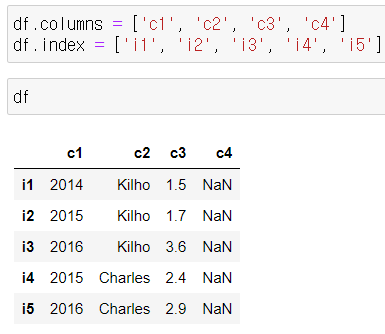 df.columns = ['c1', 'c2', 'c3', 'c4']
df.index = ['i1', 'i2', 'i3', 'i4', 'i5']
df
c1 c2 c3 c4
i1 2014 Kilho 1.5 NaN
i2 2015 Kilho 1.7 NaN
i3 2016 Kilho 3.6 NaN
i4 2015 Charles 2.4 NaN
i5 2016 Charles 2.9 NaN